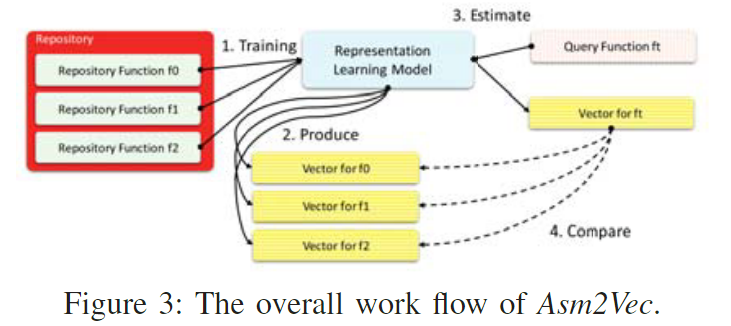 3. Estimate
Repository
1. Training
Representation
Learning Model
Query Function ft
Repository Function f0
Repository Function f1
Repository Function f2
Vector for ft
2. Produce
Vector for f0
Vector for f1
Vector for f2
4. Compare
Figure 3: The overall work flow of Asm2Vec.